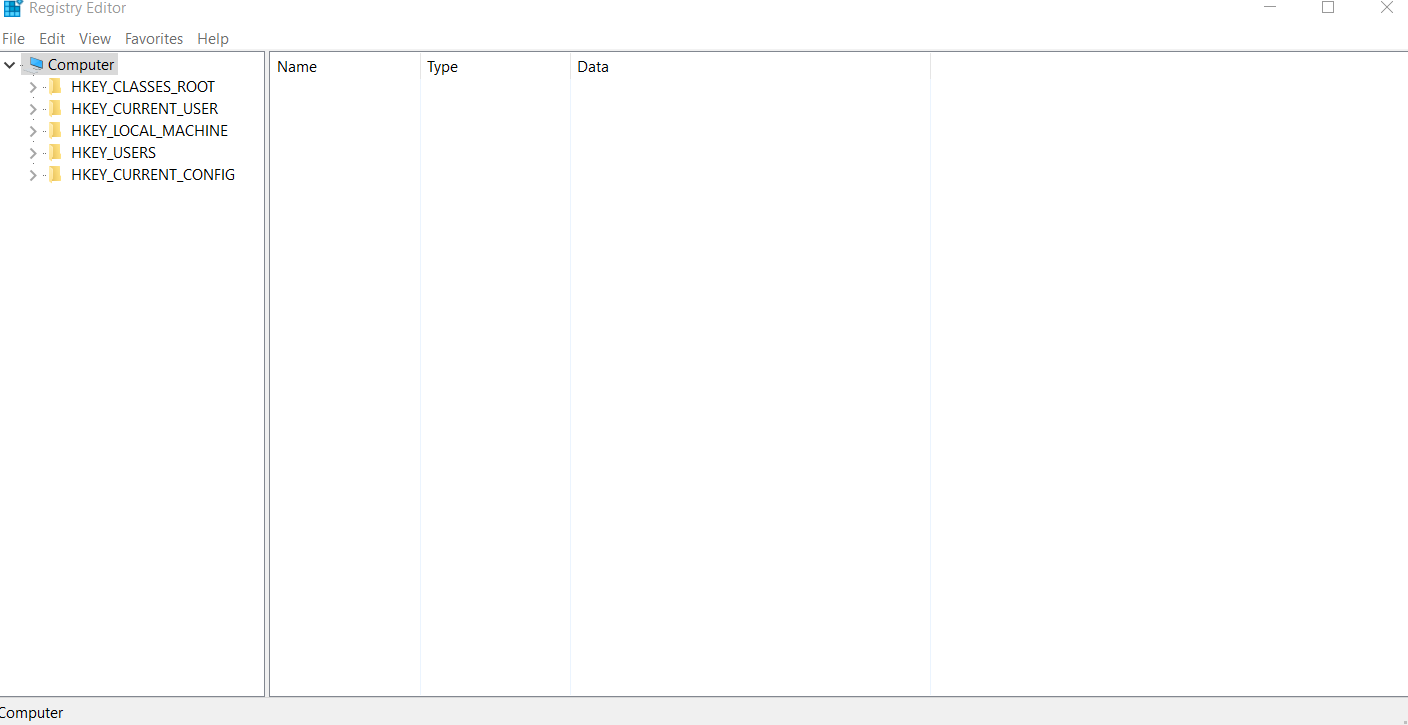 Registry Editor
File Edit View Favorites Help
Computer
HKEY_CLASSES_ROOT
HKEY_CURRENT_USER
HKEY_LOCAL_MACHINE
HKEY_USERS
HKEY_CURRENT_CONFIG
Name Type Data
Computer